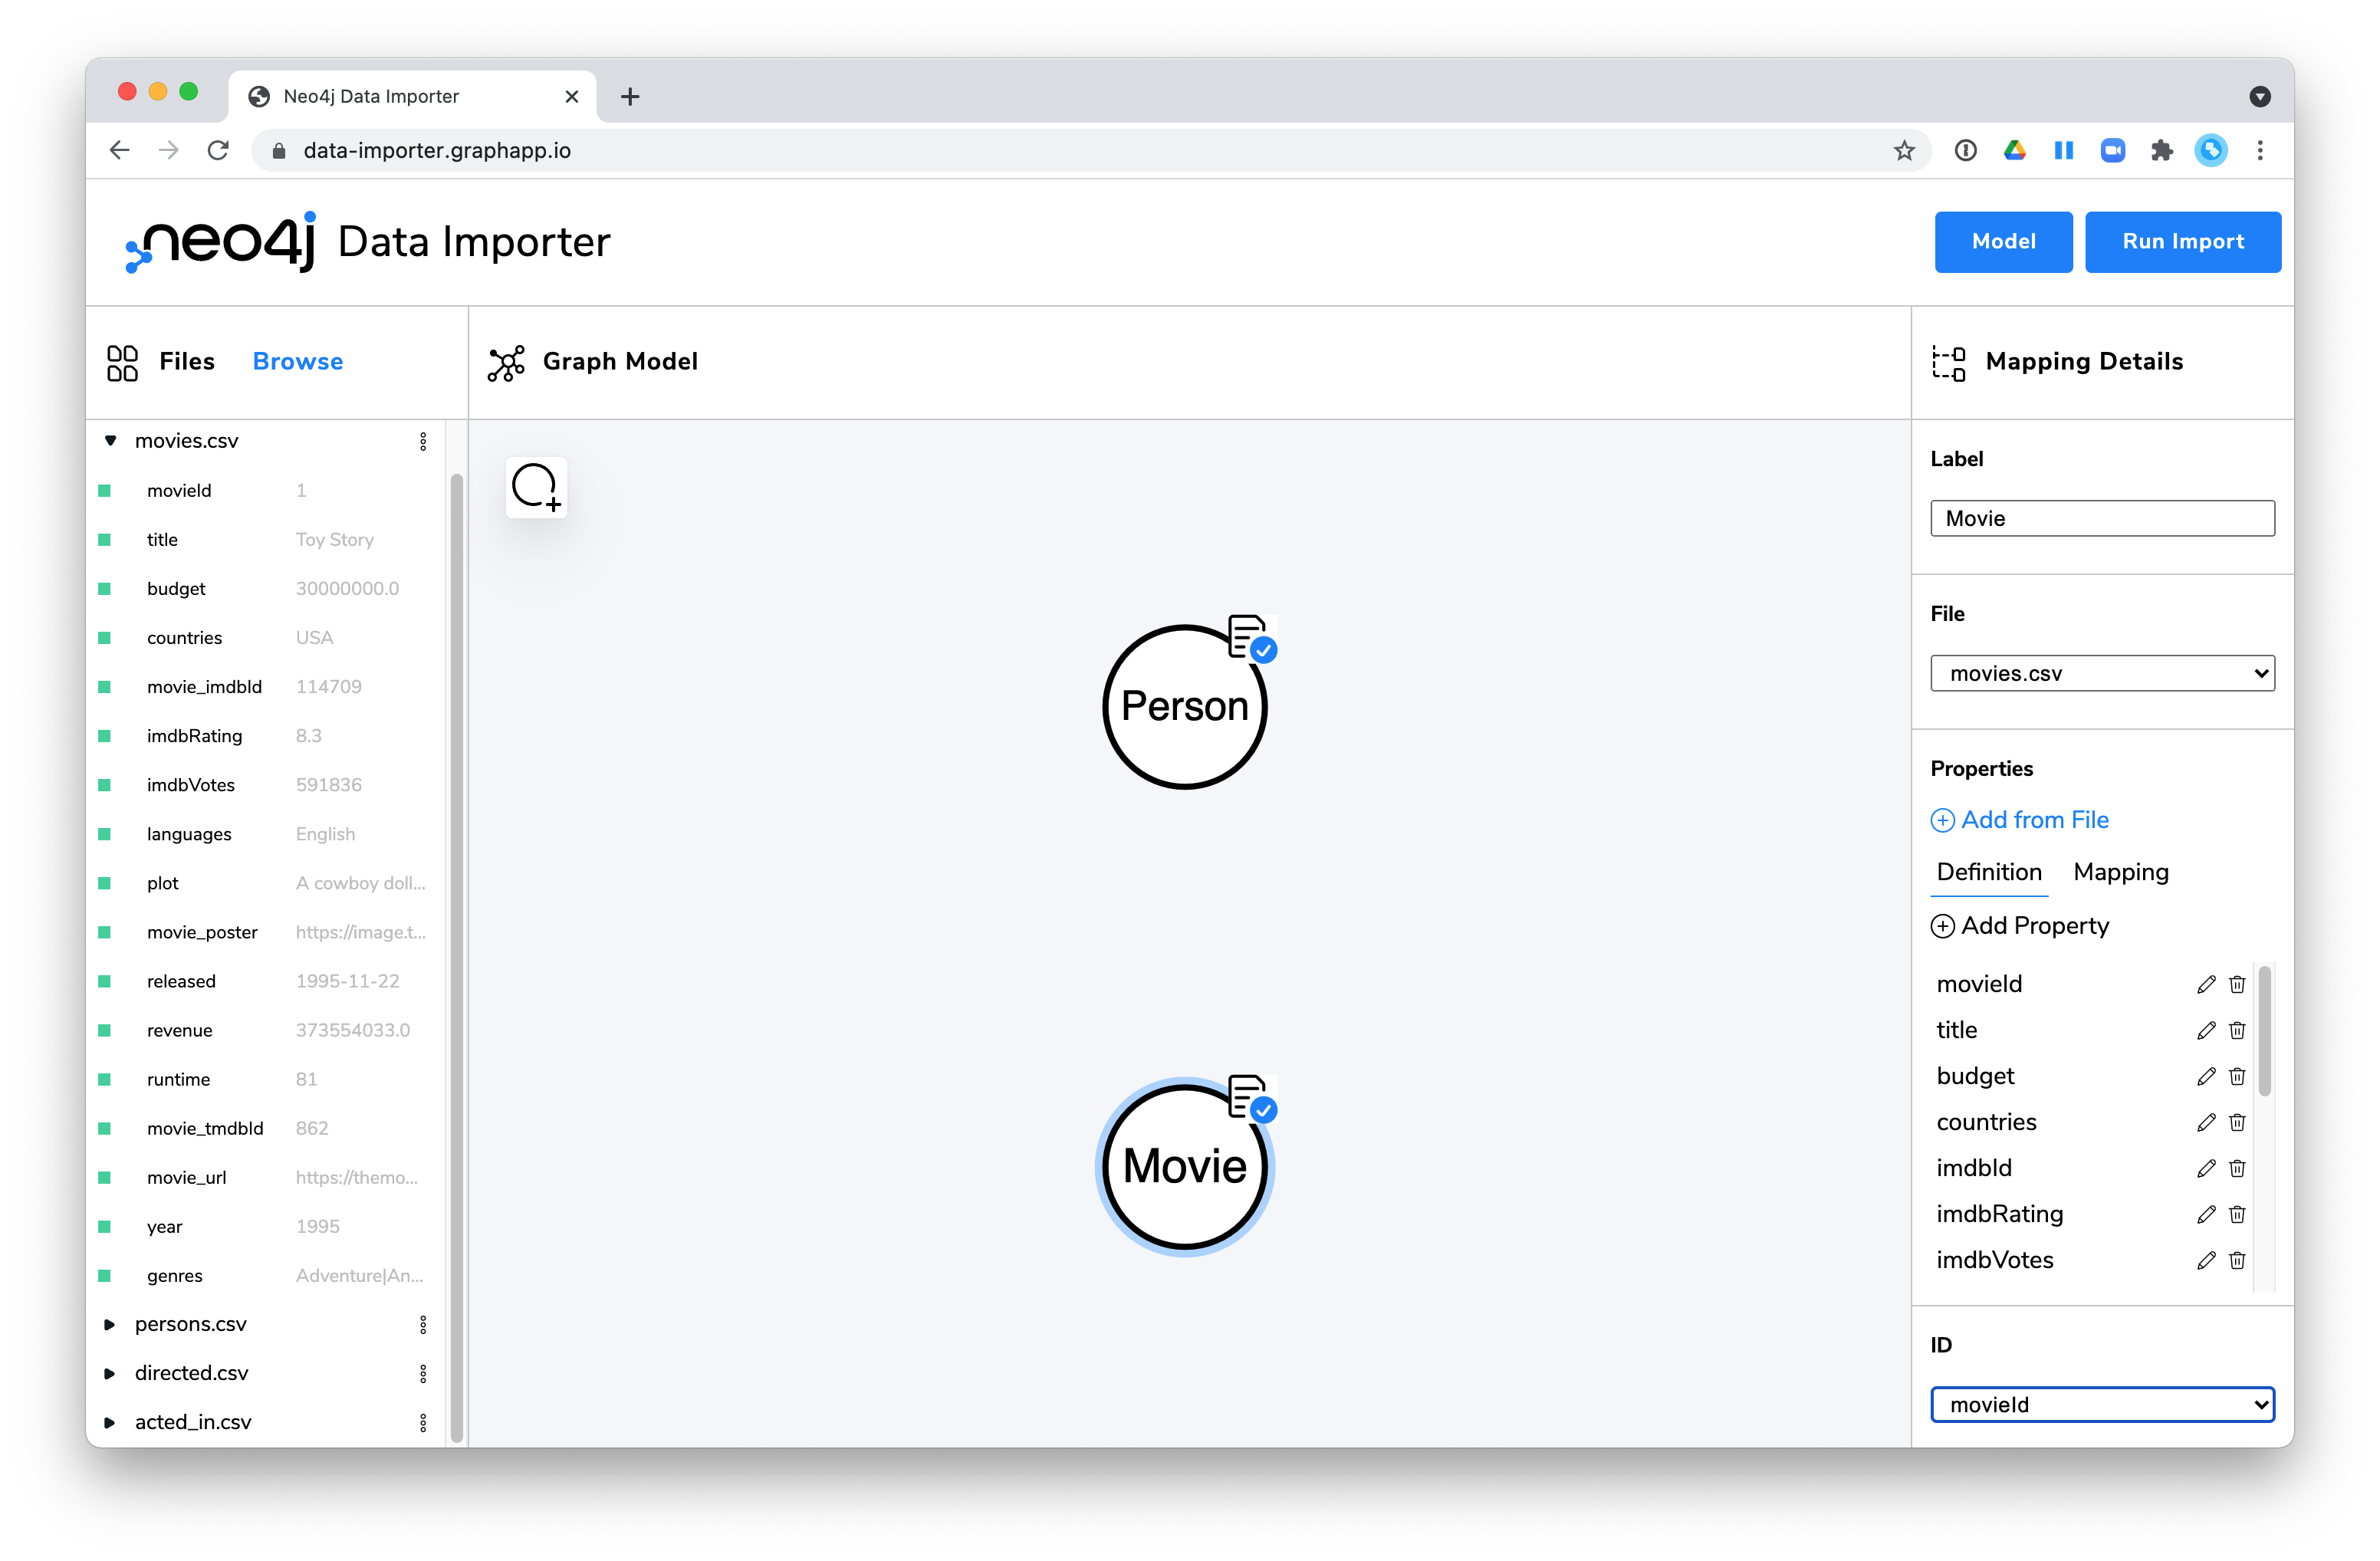 Neo4j Data Importer
data-importer.graphapp.io
neo4j Data Importer
Model
Run Import
Files
Browse
Graph Model
Mapping Details
movies.csv
movieId 1
title Toy Story
budget 30000000.0
countries USA
movie_imdbId 114709
imdbRating 8.3
imdbVotes 591836
languages English
plot A cowboy doll...
movie_poster https://image.t...
released 1995-11-22
revenue 373554033.0
runtime 81
movie_tmdbId 862
movie_url https://themo...
year 1995
genres Adventure|An...
persons.csv
directed.csv
acted_in.csv
Person
Movie
Label
Movie
File
movies.csv
Properties
Add from File
Definition Mapping
Add Property
movieId
title
budget
countries
imdbId
imdbRating
imdbVotes
ID
movieId